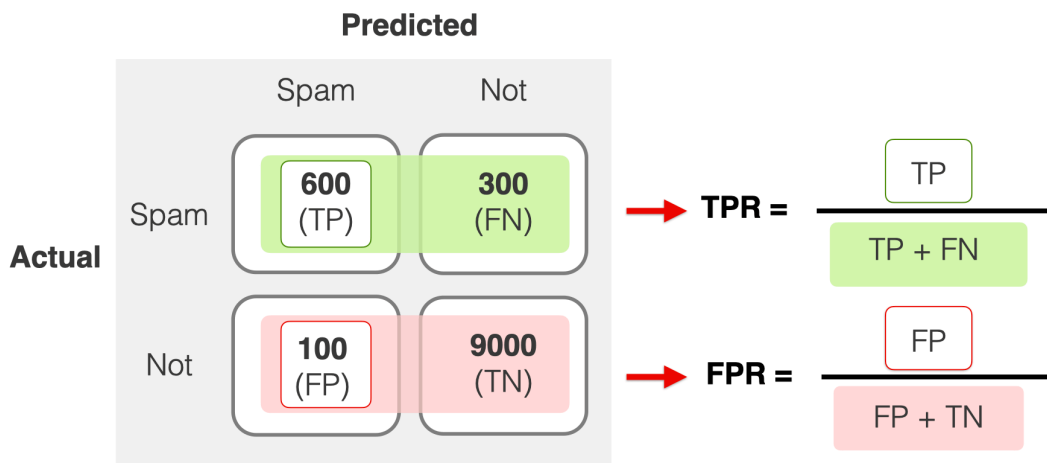 Predicted
Spam Not
600 300
(TP) (FN)
Spam
TPR =
TP
TP + FN
Actual
100 9000
(FP) (TN)
Not
FPR =
FP
FP + TN